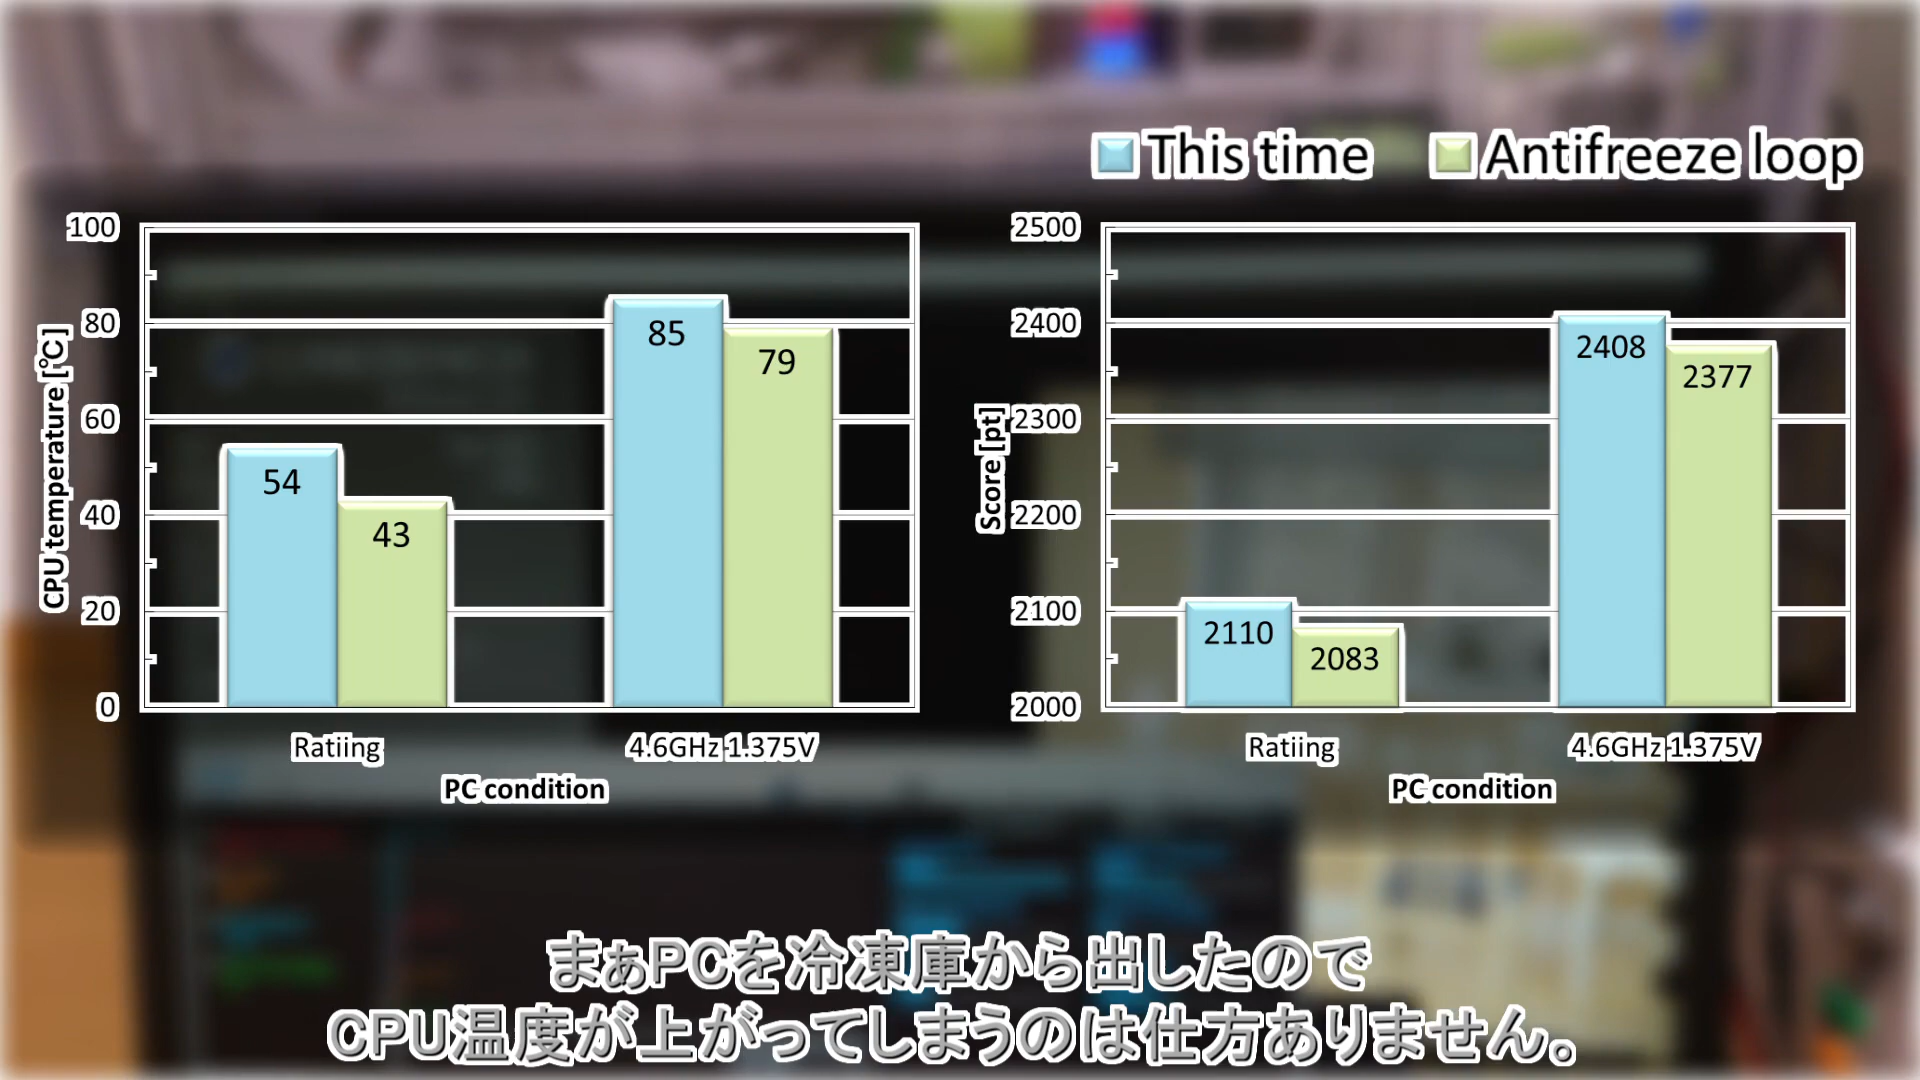 This time
Antifreeze loop
100
80
60
40
20
0
CPU temperature [℃]
54
43
85
79
Ratiing
4.6GHz-1.375V
PC condition
2500
2400
2300
2200
2100
2000
Score [pt]
2110
2083
2408
2377
Ratiing
4.6GHz-1.375V
PC condition
まぁPCを冷凍庫から出したので
CPU温度が上がってしまうのは仕方ありません。